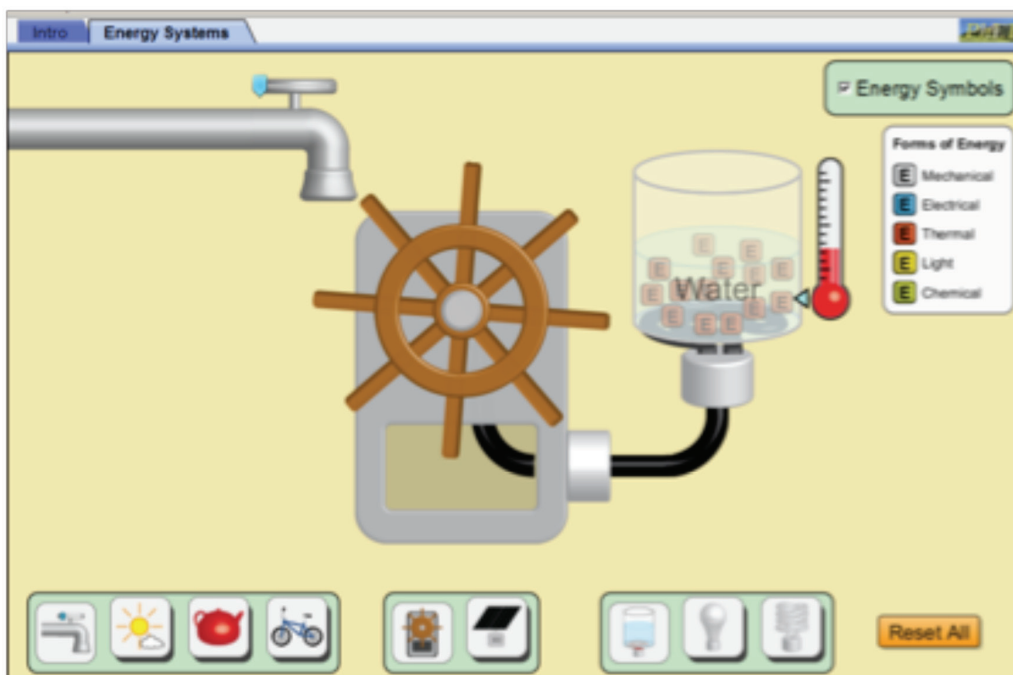 Intro
Energy Systems
Energy Symbols
Forms of Energy
E Mechanical
E Electrical
E Thermal
E Light
E Chemical
E
E
E
E
E
E
E
E
E
E
E
E
E
Water
Reset All